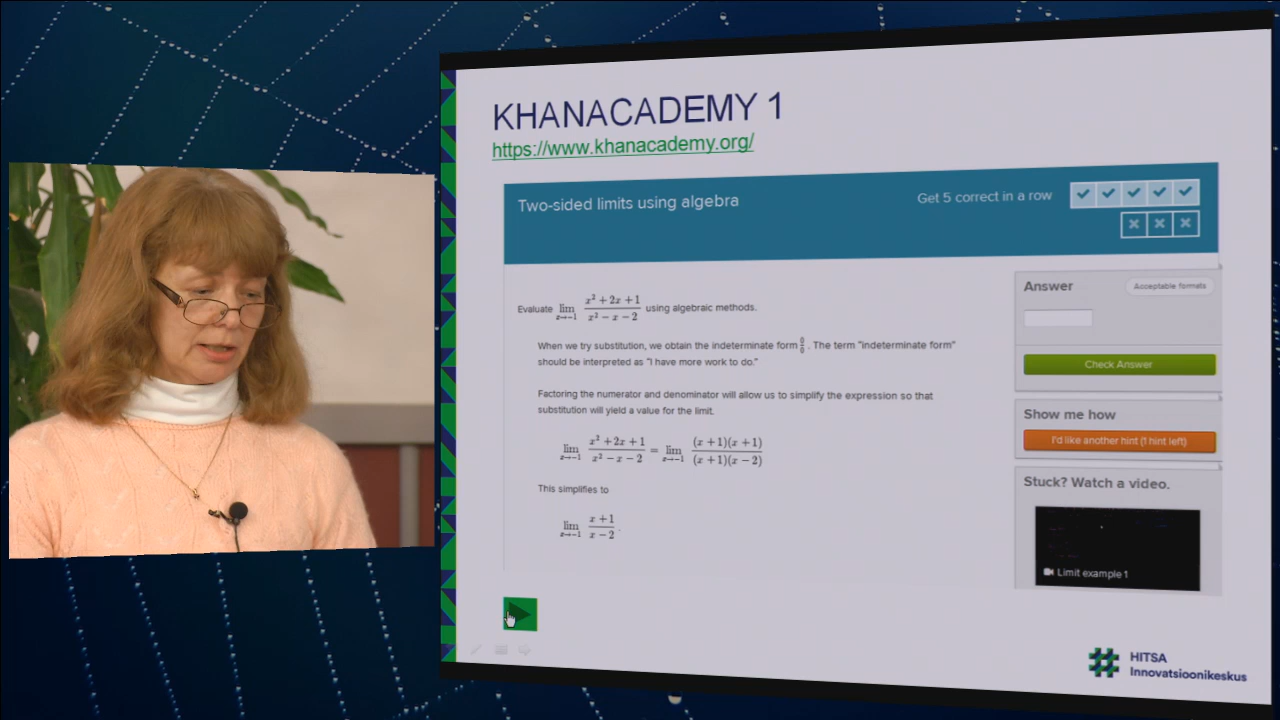 KHANACADEMY 1
https://www.khanacademy.org/
Two-sided limits using algebra
Get 5 correct in a row
Evaluate lim x→−1 (x² + 2x + 1)/(x² − x − 2) using algebraic methods.
When we try substitution, we obtain the indeterminate form 0/0. The term "indeterminate form"
should be interpreted as "I have more work to do."
Factoring the numerator and denominator will allow us to simplify the expression so that
substitution will yield a value for the limit.
lim x→−1 (x² + 2x + 1)/(x² − x − 2) = lim x→−1 ((x + 1)(x + 1))/((x + 1)(x − 2))
This simplifies to
lim x→−1 (x + 1)/(x − 2).
Answer
Acceptable formats
Check Answer
Show me how
I'd like another hint (1 hint left)
Stuck? Watch a video.
Limit example 1
HITSA
Innovatsioonikeskus